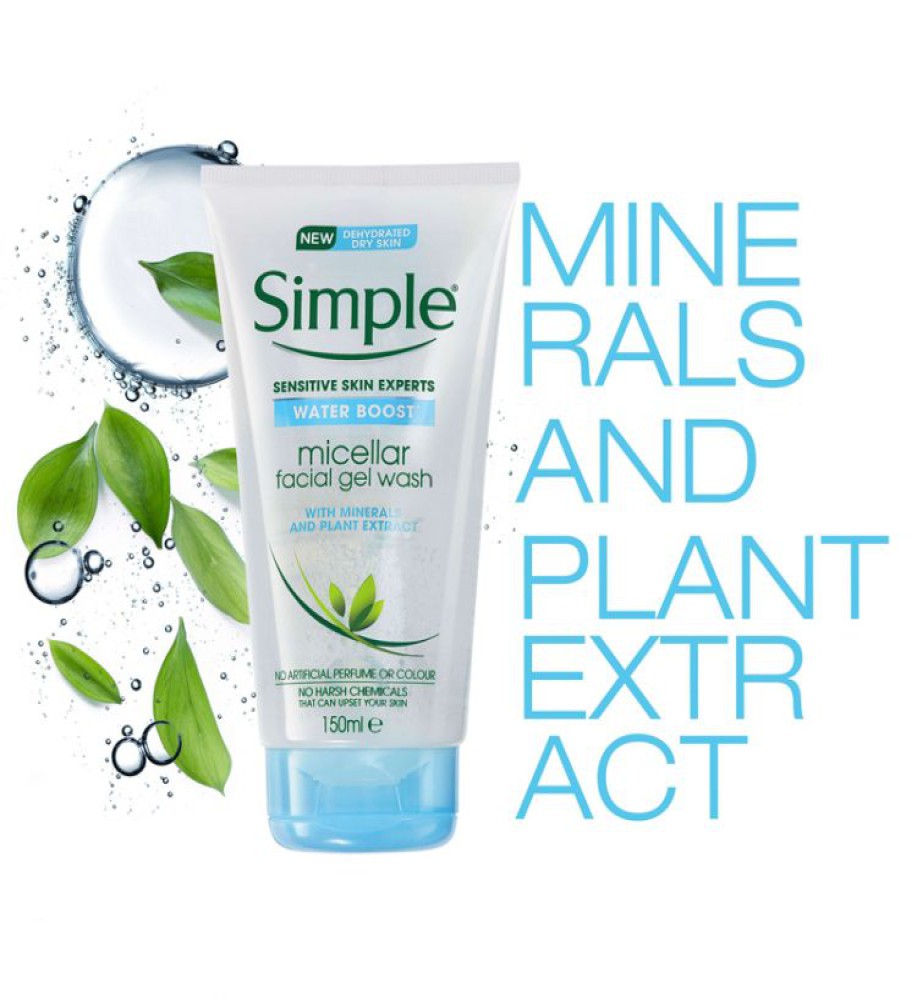 NEW
DEHYDRATED
DRY SKIN
Simple®
SENSITIVE SKIN EXPERTS
WATER BOOST
micellar
facial gel wash
WITH MINERALS
AND PLANT EXTRACT
NO ARTIFICIAL PERFUME OR COLOUR
NO HARSH CHEMICALS
THAT CAN UPSET YOUR SKIN
150ml e
MINE
RALS
AND
PLANT
EXTR
ACT